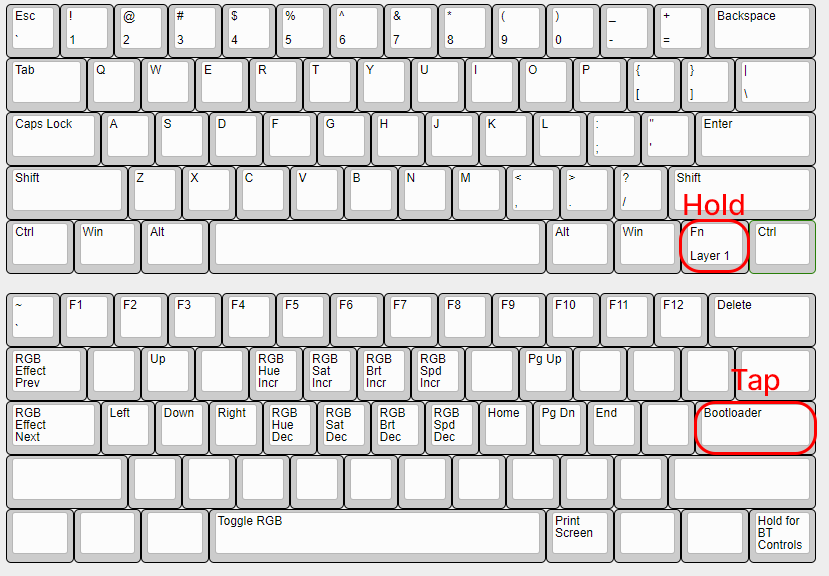 Esc ! @ # $ % ^ & * ( ) _ + Backspace
` 1 2 3 4 5 6 7 8 9 0 - =
Tab Q W E R T Y U I O P { } |
[ ] \
Caps Lock A S D F G H J K L : " Enter
; '
Shift Z X C V B N M < > ? Shift
, . /
Hold
Ctrl Win Alt Alt Win Fn Ctrl
Layer 1
~ F1 F2 F3 F4 F5 F6 F7 F8 F9 F10 F11 F12 Delete
`
RGB Up RGB RGB RGB RGB Pg Up
Effect Hue Sat Brt Spd
Prev Incr Incr Incr Incr
Tap
RGB Left Down Right RGB RGB RGB RGB Home Pg Dn End Bootloader
Effect Hue Sat Brt Spd
Next Dec Dec Dec Dec
Toggle RGB Print Hold for
Screen BT
Controls